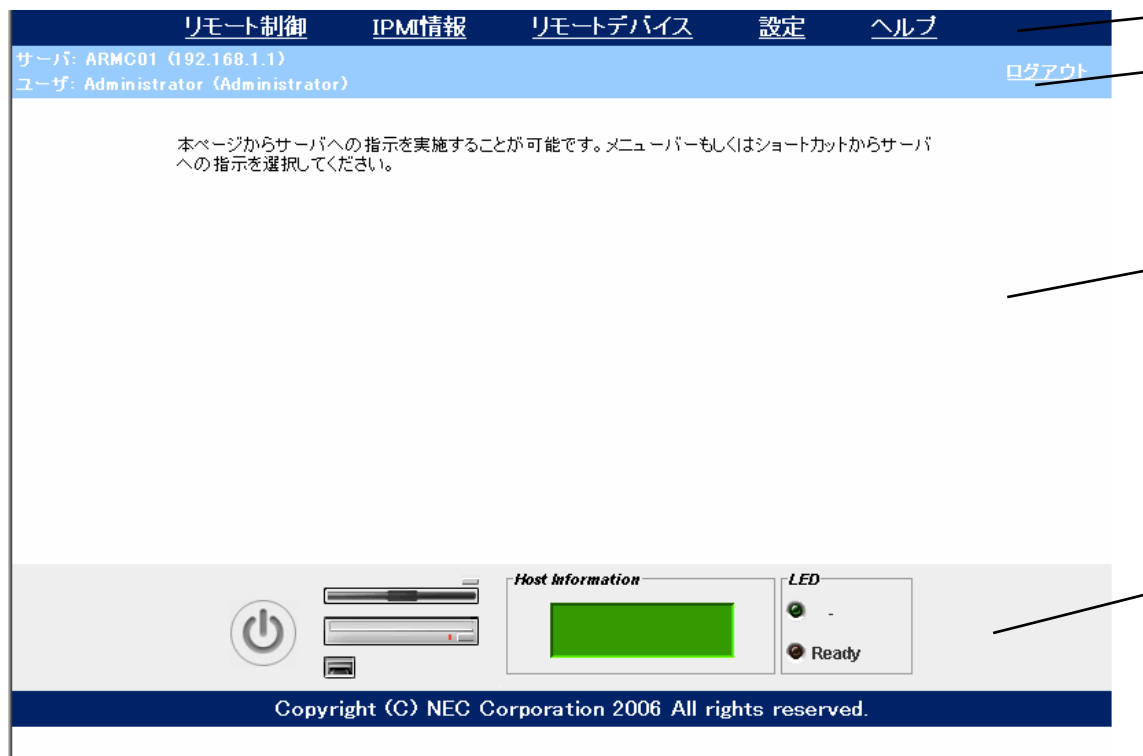 リモート制御 IPMI情報 リモートデバイス 設定 ヘルプ
サーバ: ARMC01 (192.168.1.1)
ユーザ: Administrator (Administrator)
ログアウト
本ページからサーバへの指示を実施することが可能です。メニューバーもしくはショートカットからサーバ
への指示を選択してください。
Host Information
LED
-
Ready
Copyright (C) NEC Corporation 2006 All rights reserved.